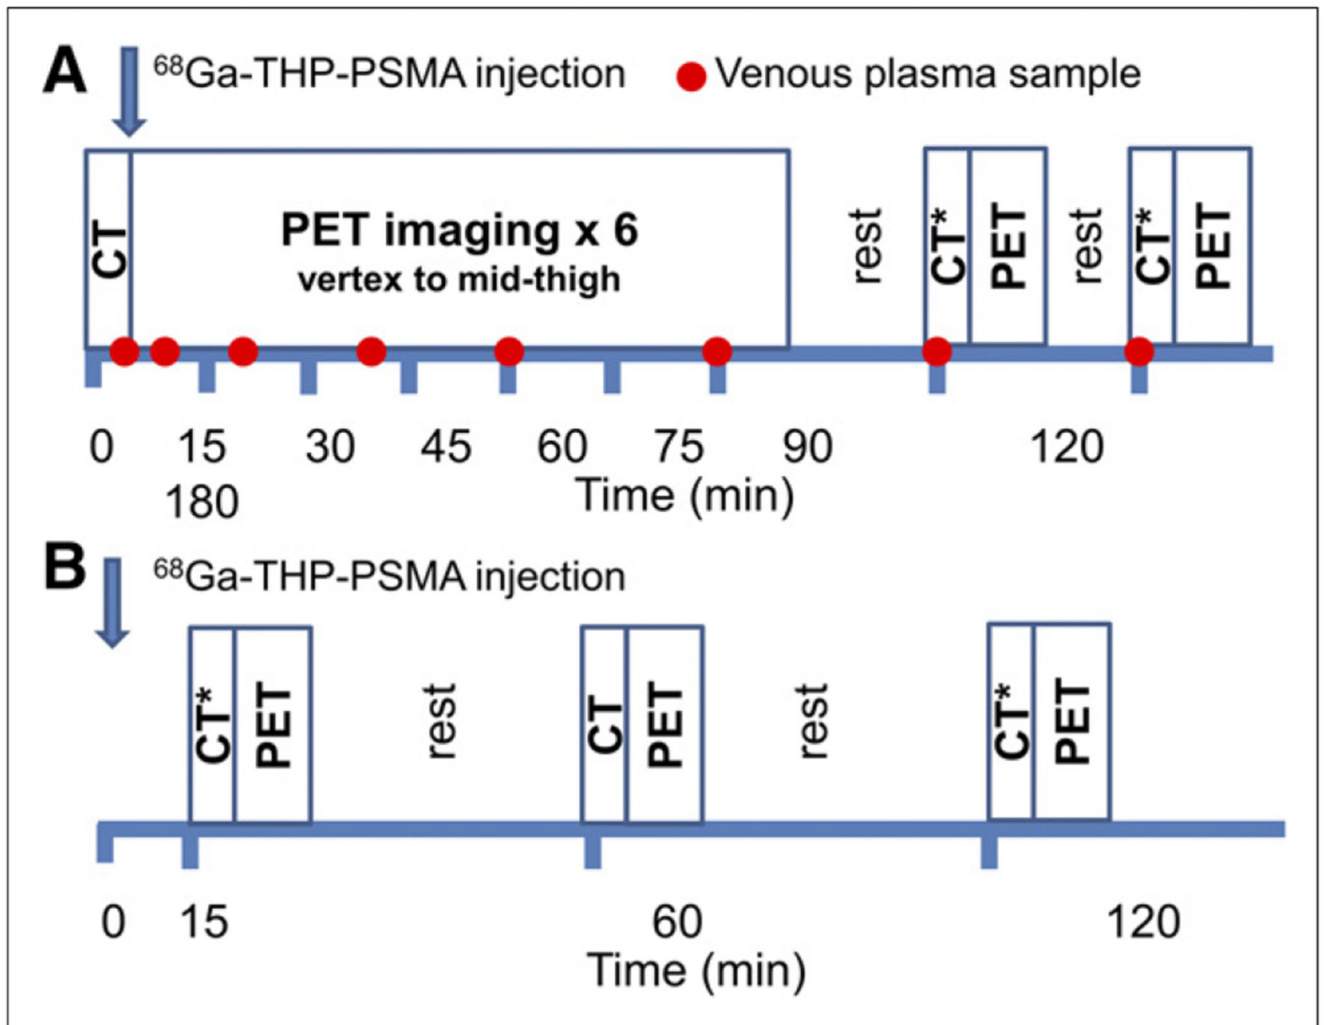 A ⁶⁸Ga-THP-PSMA injection Venous plasma sample
CT
PET imaging x 6
vertex to mid-thigh
rest
CT*
PET
rest
CT*
PET
0 15 30 45 60 75 90 120
180
Time (min)
B ⁶⁸Ga-THP-PSMA injection
CT*
PET
rest
CT
PET
rest
CT*
PET
0 15 60 120
Time (min)